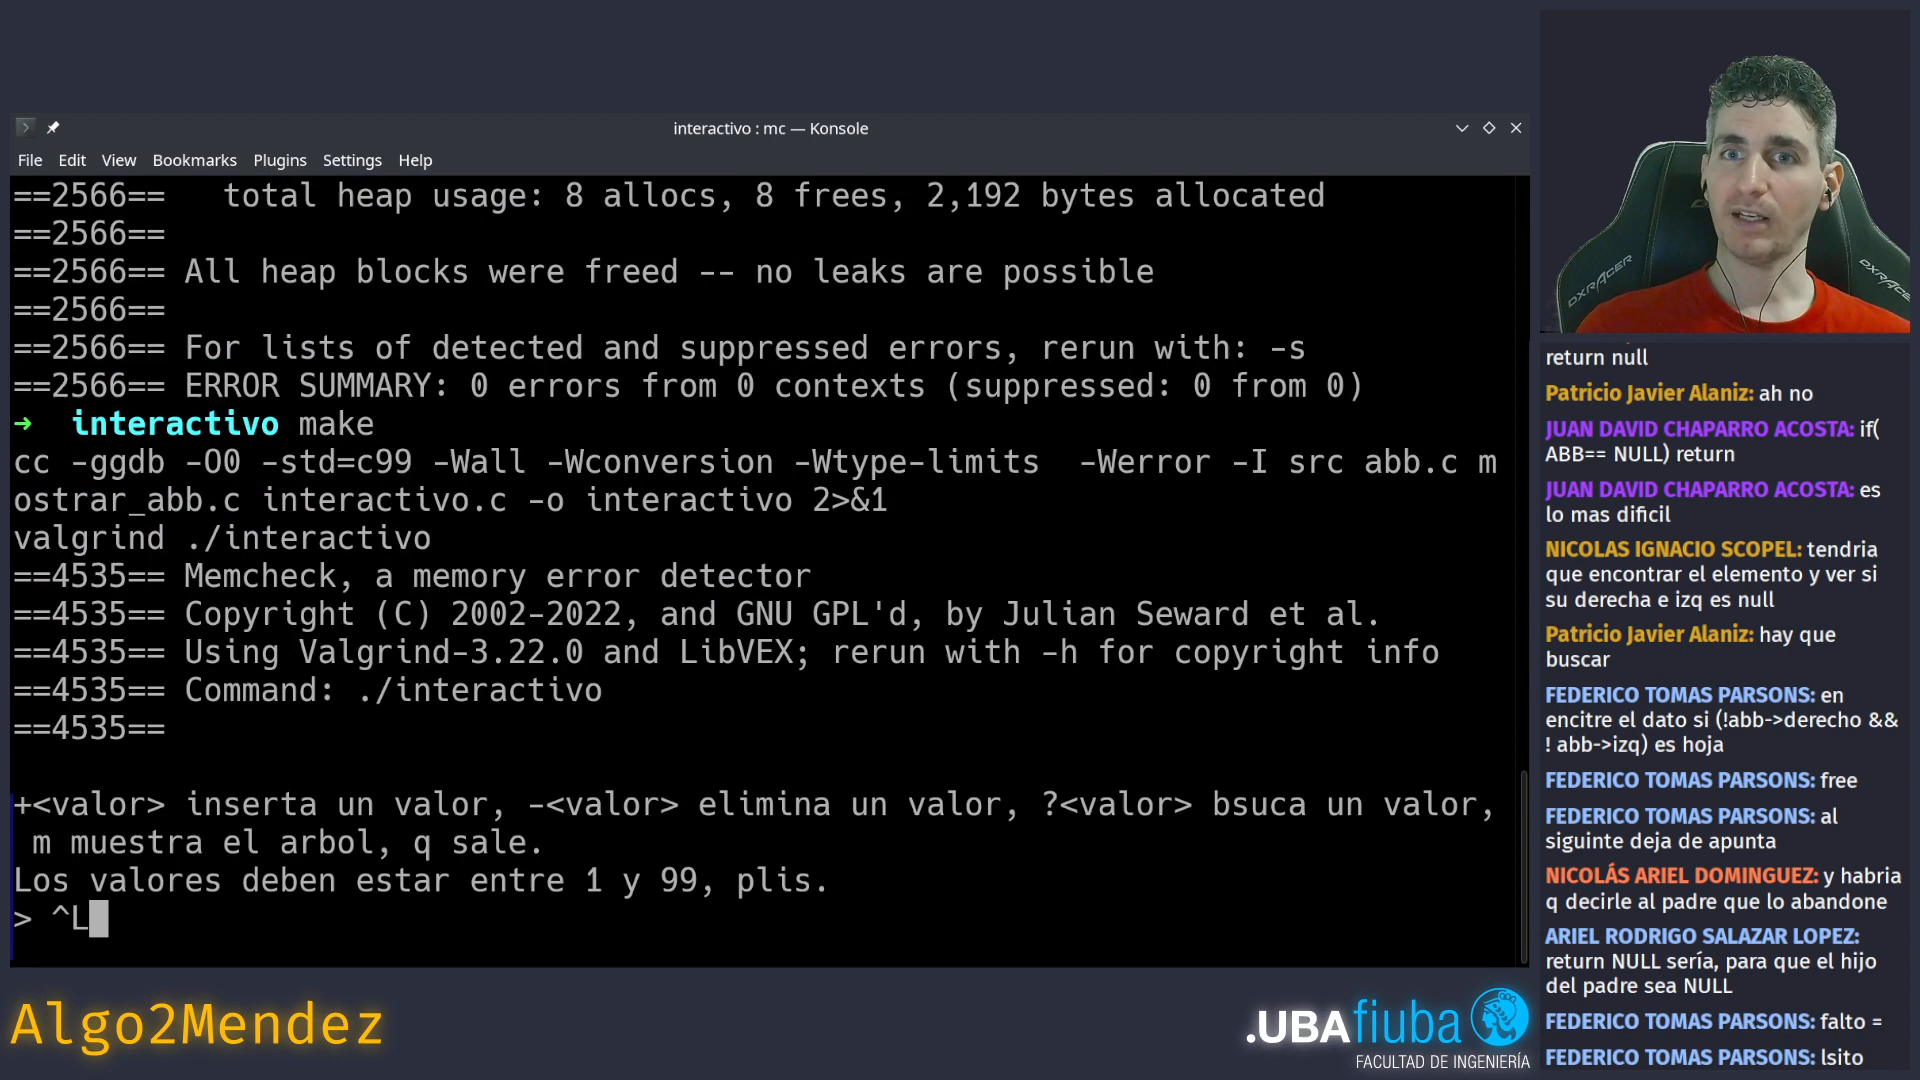 interactivo : mc — Konsole
File Edit View Bookmarks Plugins Settings Help
==2566==   total heap usage: 8 allocs, 8 frees, 2,192 bytes allocated
==2566==
==2566== All heap blocks were freed -- no leaks are possible
==2566==
==2566== For lists of detected and suppressed errors, rerun with: -s
==2566== ERROR SUMMARY: 0 errors from 0 contexts (suppressed: 0 from 0)
→  interactivo make
cc -ggdb -O0 -std=c99 -Wall -Wconversion -Wtype-limits  -Werror -I src abb.c m
ostrar_abb.c interactivo.c -o interactivo 2>&1
valgrind ./interactivo
==4535== Memcheck, a memory error detector
==4535== Copyright (C) 2002-2022, and GNU GPL'd, by Julian Seward et al.
==4535== Using Valgrind-3.22.0 and LibVEX; rerun with -h for copyright info
==4535== Command: ./interactivo
==4535==
+<valor> inserta un valor, -<valor> elimina un valor, ?<valor> bsuca un valor,
 m muestra el arbol, q sale.
Los valores deben estar entre 1 y 99, plis.
> ^L
DXRACER
DXRACER
return null
Patricio Javier Alaniz: ah no
JUAN DAVID CHAPARRO ACOSTA: if(
ABB== NULL) return
JUAN DAVID CHAPARRO ACOSTA: es
lo mas dificil
NICOLAS IGNACIO SCOPEL: tendria
que encontrar el elemento y ver si
su derecha e izq es null
Patricio Javier Alaniz: hay que
buscar
FEDERICO TOMAS PARSONS: en
encitre el dato si (!abb->derecho &&
! abb->izq) es hoja
FEDERICO TOMAS PARSONS: free
FEDERICO TOMAS PARSONS: al
siguinte deja de apunta
NICOLÁS ARIEL DOMINGUEZ: y habria
q decirle al padre que lo abandone
ARIEL RODRIGO SALAZAR LOPEZ:
return NULL sería, para que el hijo
del padre sea NULL
FEDERICO TOMAS PARSONS: falto =
FEDERICO TOMAS PARSONS: lsito
Algo2Mendez
.UBAfiuba
FACULTAD DE INGENIERÍA